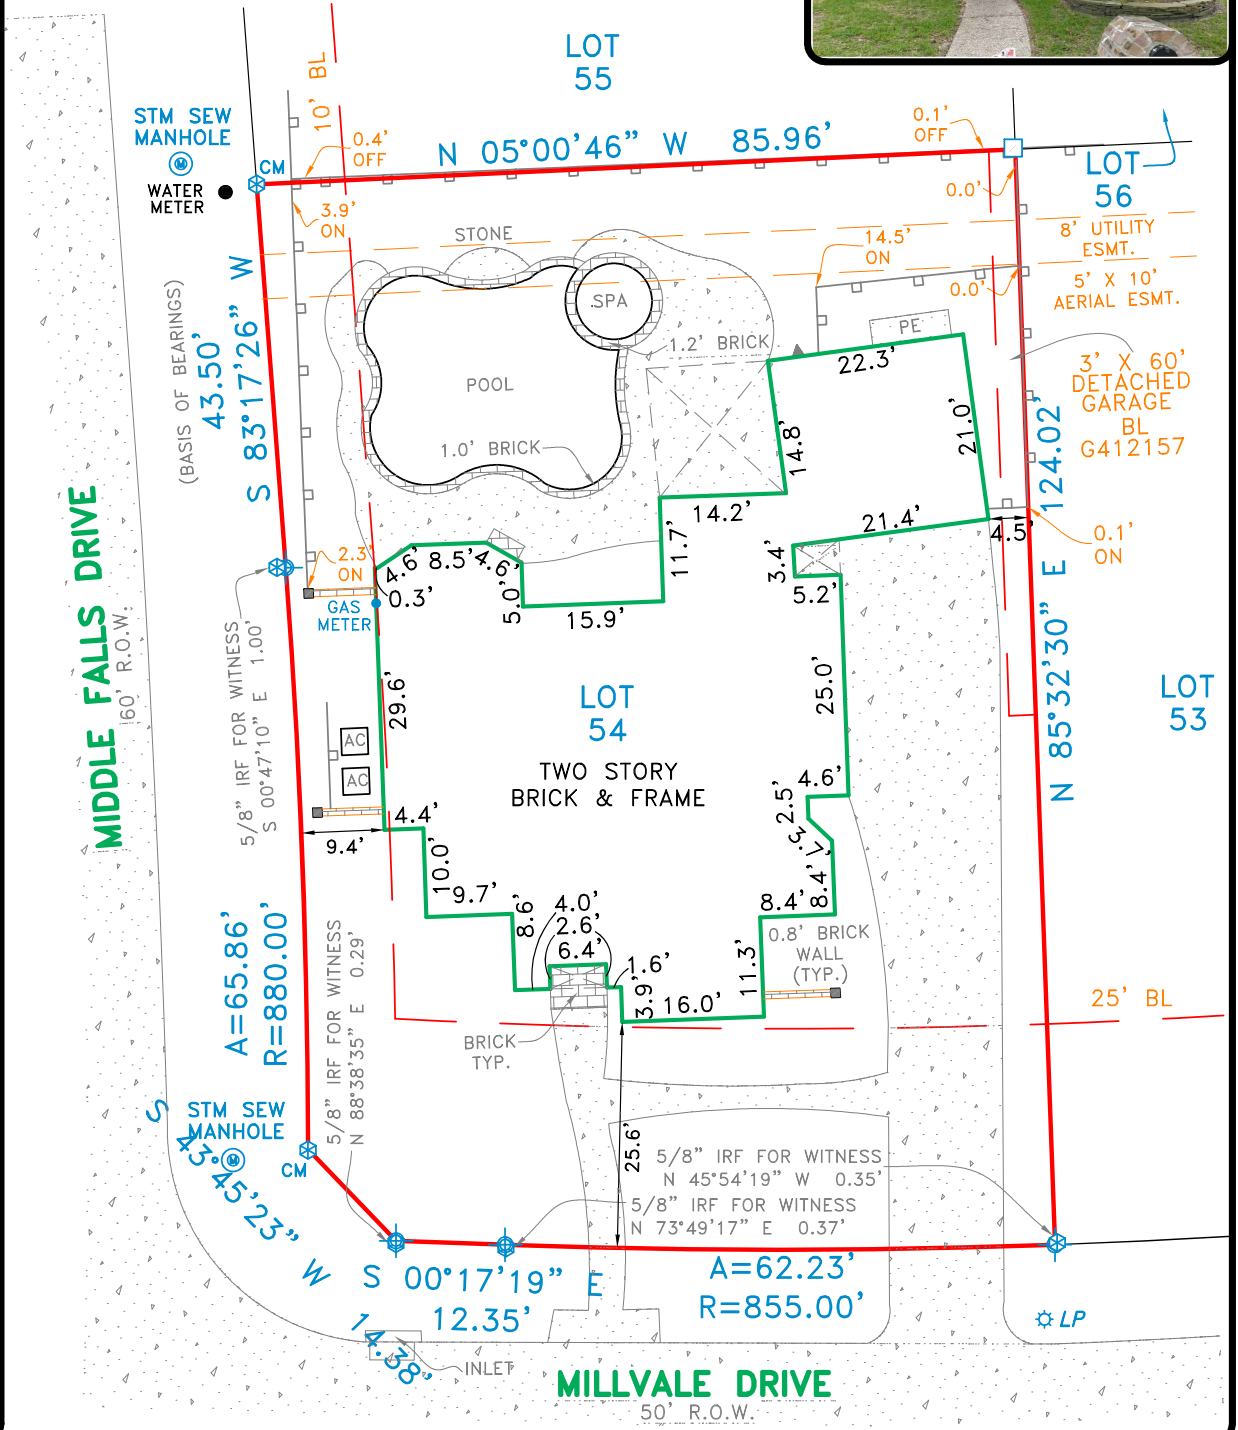 LOT
55
10' BL
STM SEW
MANHOLE
CM
WATER
METER
0.4'
OFF
N 05°00'46" W 85.96'
0.1'
OFF
LOT
56
0.0'
3.9'
ON
STONE
14.5'
ON
8' UTILITY
ESMT.
5' X 10'
AERIAL ESMT.
0.0'
SPA
PE
1.2' BRICK
22.3'
3' X 60'
DETACHED
GARAGE
BL
G412157
(BASIS OF BEARINGS)
43.50'
S 83°17'26" W
POOL
1.0' BRICK
14.8'
21.0'
N 85°32'30" E 124.02'
14.2'
21.4'
4.5'
0.1'
ON
11.7'
3.4'
5.2'
2.3'
ON
4.6'
8.5'
4.6'
0.3'
5.0'
15.9'
GAS
METER
MIDDLE FALLS DRIVE
60' R.O.W.
5/8" IRF FOR WITNESS
S 00°47'10" E 1.00'
29.6'
25.0'
LOT
54
LOT
53
TWO STORY
BRICK & FRAME
AC
AC
4.6'
2.5'
3.7'
8.4'
4.4'
9.4'
10.0'
9.7'
8.6'
4.0'
2.6'
6.4'
1.6'
3.9'
16.0'
8.4'
11.3'
0.8' BRICK
WALL
(TYP.)
25' BL
A=65.86'
R=880.00'
5/8" IRF FOR WITNESS
N 88°38'35" E 0.29'
BRICK
TYP.
STM SEW
MANHOLE
CM
S 43°45'23" W
14.38'
25.6'
5/8" IRF FOR WITNESS
N 45°54'19" W 0.35'
5/8" IRF FOR WITNESS
N 73°49'17" E 0.37'
S 00°17'19" E
12.35'
A=62.23'
R=855.00'
LP
INLET
MILLVALE DRIVE
50' R.O.W.